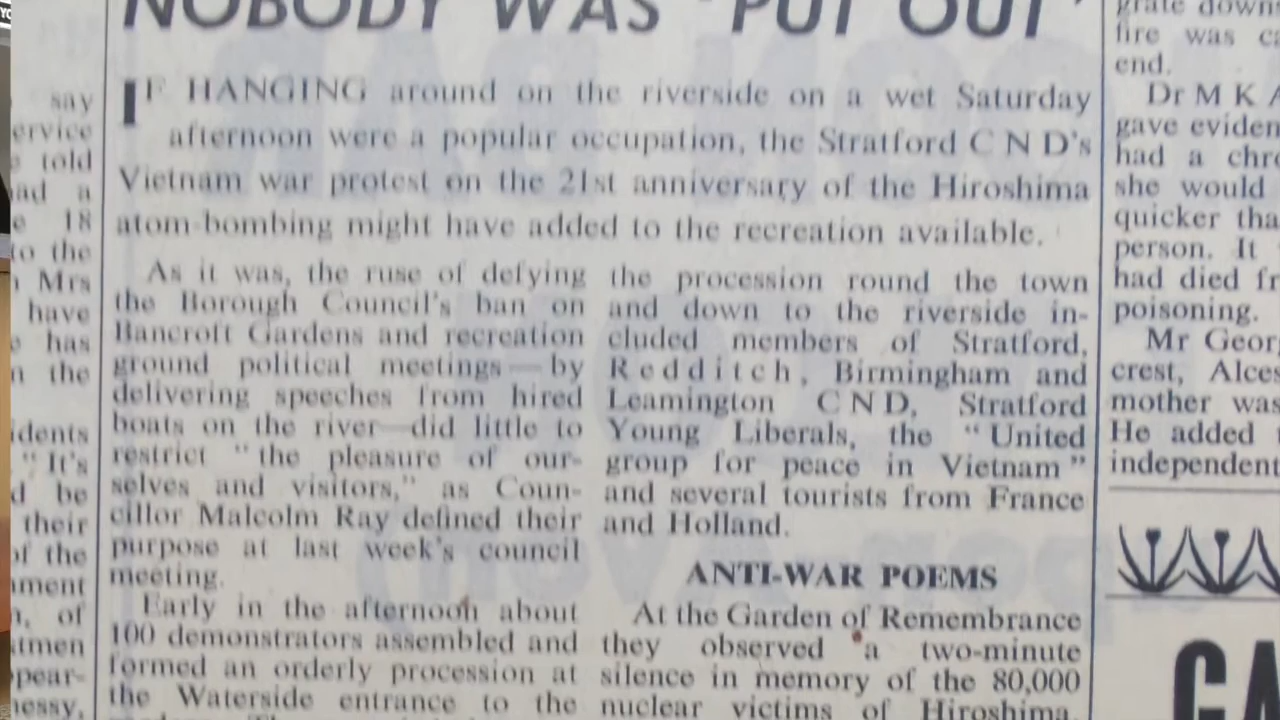 NOBODY WAS "PUT OUT"
IF HANGING around on the riverside on a wet Saturday
afternoon were a popular occupation, the Stratford C N D's
Vietnam war protest on the 21st anniversary of the Hiroshima
atom-bombing might have added to the recreation available.
As it was, the ruse of defying
the Borough Council's ban on
Bancroft Gardens and recreation
ground political meetings—by
delivering speeches from hired
boats on the river—did little to
restrict "the pleasure of our-
selves and visitors," as Coun-
cillor Malcolm Ray defined their
purpose at last week's council
meeting.
Early in the afternoon about
100 demonstrators assembled and
formed an orderly procession at
the Waterside entrance to the
the procession round the town
and down to the riverside in-
cluded members of Stratford,
Redditch, Birmingham and
Leamington C N D, Stratford
Young Liberals, the "United
group for peace in Vietnam"
and several tourists from France
and Holland.
ANTI-WAR POEMS
At the Garden of Remembrance
they observed a two-minute
silence in memory of the 80,000
nuclear victims of Hiroshima.
say
ervice
told
ad a
18
to the
Mrs
have
has
the
idents
"It's
d be
their
of the
ment
of
tmen
pear-
nessy,
grate down
fire was ca
end.
Dr M K A
gave eviden
had a chro
she would
quicker tha
person. It
had died fr
poisoning.
Mr Georg
crest, Alces
mother was
He added
independent
CA